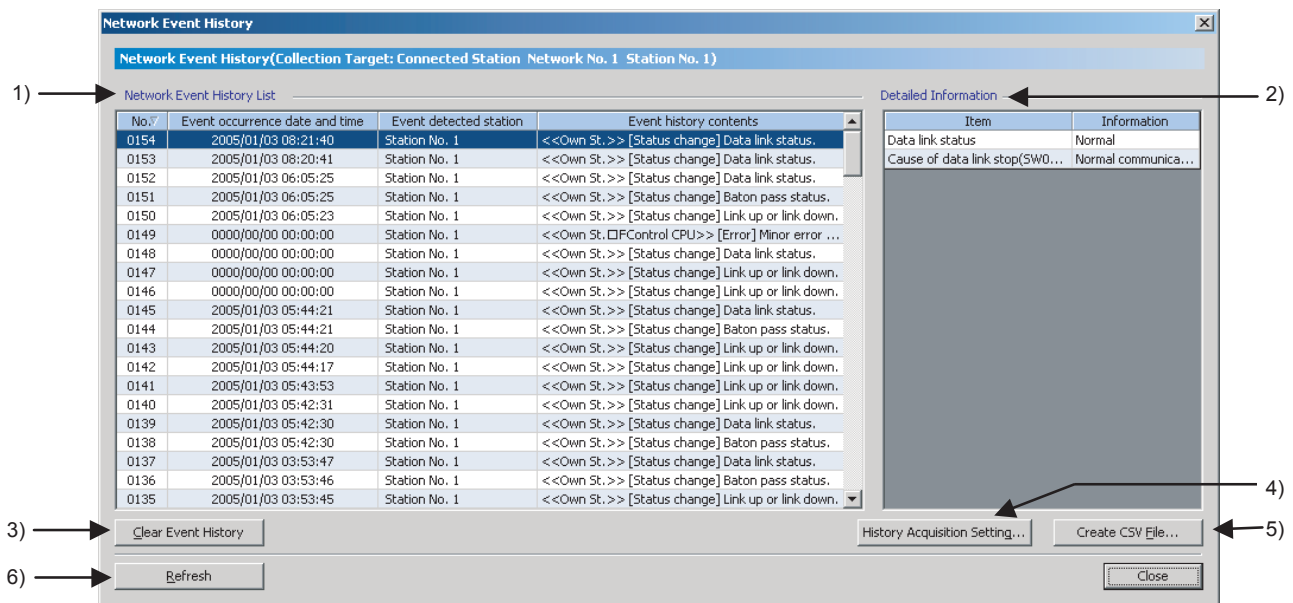 Network Event History
Network Event History(Collection Target: Connected Station Network No. 1 Station No. 1)
1)
Network Event History List
Detailed Information
2)
No. Event occurrence date and time Event detected station Event history contents
0154 2005/01/03 08:21:40 Station No. 1 <<Own St.>> [Status change] Data link status.
0153 2005/01/03 08:20:41 Station No. 1 <<Own St.>> [Status change] Data link status.
0152 2005/01/03 06:05:25 Station No. 1 <<Own St.>> [Status change] Data link status.
0151 2005/01/03 06:05:25 Station No. 1 <<Own St.>> [Status change] Baton pass status.
0150 2005/01/03 06:05:23 Station No. 1 <<Own St.>> [Status change] Link up or link down.
0149 0000/00/00 00:00:00 Station No. 1 <<Own St.□FControl CPU>> [Error] Minor error ...
0148 0000/00/00 00:00:00 Station No. 1 <<Own St.>> [Status change] Data link status.
0147 0000/00/00 00:00:00 Station No. 1 <<Own St.>> [Status change] Link up or link down.
0146 0000/00/00 00:00:00 Station No. 1 <<Own St.>> [Status change] Link up or link down.
0145 2005/01/03 05:44:21 Station No. 1 <<Own St.>> [Status change] Data link status.
0144 2005/01/03 05:44:21 Station No. 1 <<Own St.>> [Status change] Baton pass status.
0143 2005/01/03 05:44:20 Station No. 1 <<Own St.>> [Status change] Link up or link down.
0142 2005/01/03 05:44:17 Station No. 1 <<Own St.>> [Status change] Link up or link down.
0141 2005/01/03 05:43:53 Station No. 1 <<Own St.>> [Status change] Link up or link down.
0140 2005/01/03 05:42:31 Station No. 1 <<Own St.>> [Status change] Link up or link down.
0139 2005/01/03 05:42:30 Station No. 1 <<Own St.>> [Status change] Data link status.
0138 2005/01/03 05:42:30 Station No. 1 <<Own St.>> [Status change] Baton pass status.
0137 2005/01/03 03:53:47 Station No. 1 <<Own St.>> [Status change] Data link status.
0136 2005/01/03 03:53:46 Station No. 1 <<Own St.>> [Status change] Baton pass status.
0135 2005/01/03 03:53:45 Station No. 1 <<Own St.>> [Status change] Link up or link down.
Item Information
Data link status Normal
Cause of data link stop(SW0... Normal communica...
4)
3)
Clear Event History
History Acquisition Setting...
Create CSV File...
5)
6)
Refresh
Close